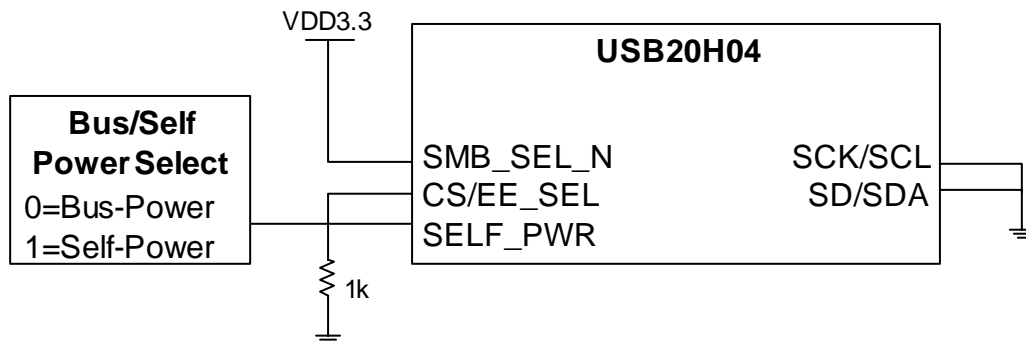 VDD3.3
USB20H04
Bus/Self
Power Select
0=Bus-Power
1=Self-Power
SMB_SEL_N
CS/EE_SEL
SELF_PWR
SCK/SCL
SD/SDA
1k